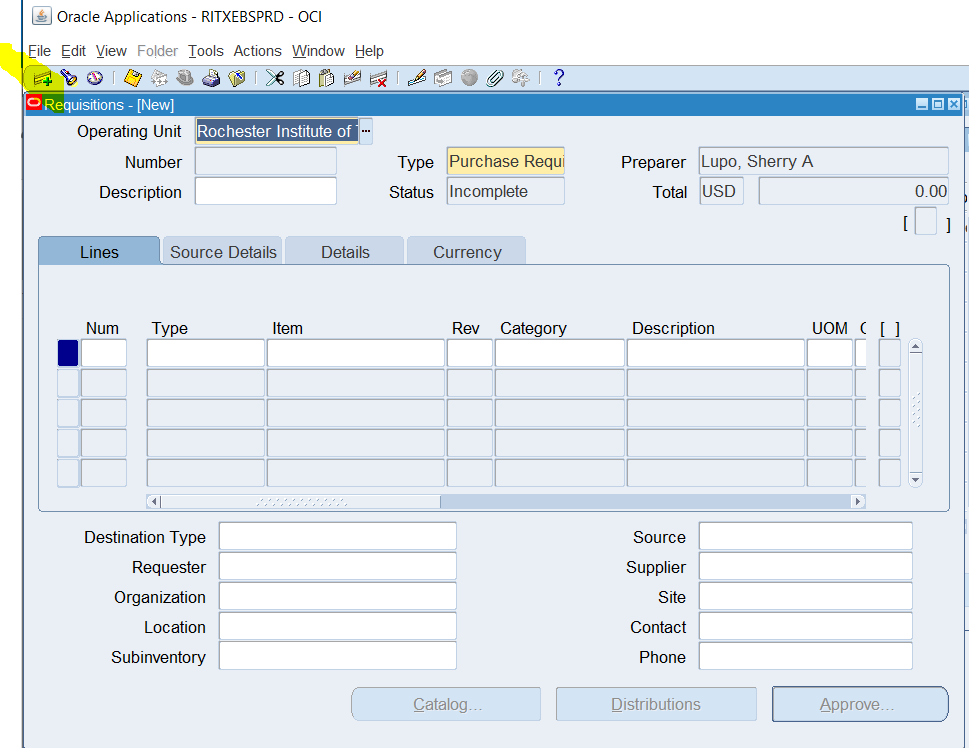 Oracle Applications - RITXEBSPRD - OCI
File Edit View Folder Tools Actions Window Help
?
Requisitions - [New]
Operating Unit Rochester Institute of ...
Number Type Purchase Requi Preparer Lupo, Sherry A
Description Status Incomplete Total USD 0.00
[ ]
Lines Source Details Details Currency
Num Type Item Rev Category Description UOM [ ]
Destination Type Source
Requester Supplier
Organization Site
Location Contact
Subinventory Phone
Catalog... Distributions Approve...